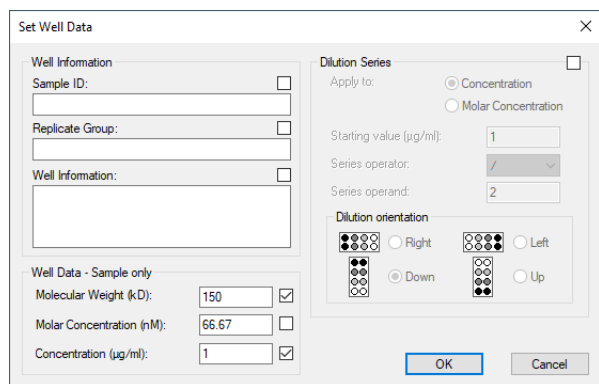 Set Well Data
Well Information
Sample ID:
Replicate Group:
Well Information:
Well Data - Sample only
Molecular Weight (kD): 150
Molar Concentration (nM): 66.67
Concentration (µg/ml): 1
Dilution Series
Apply to: Concentration
Molar Concentration
Starting value (µg/ml): 1
Series operator: /
Series operand: 2
Dilution orientation
Right Left
Down Up
OK Cancel